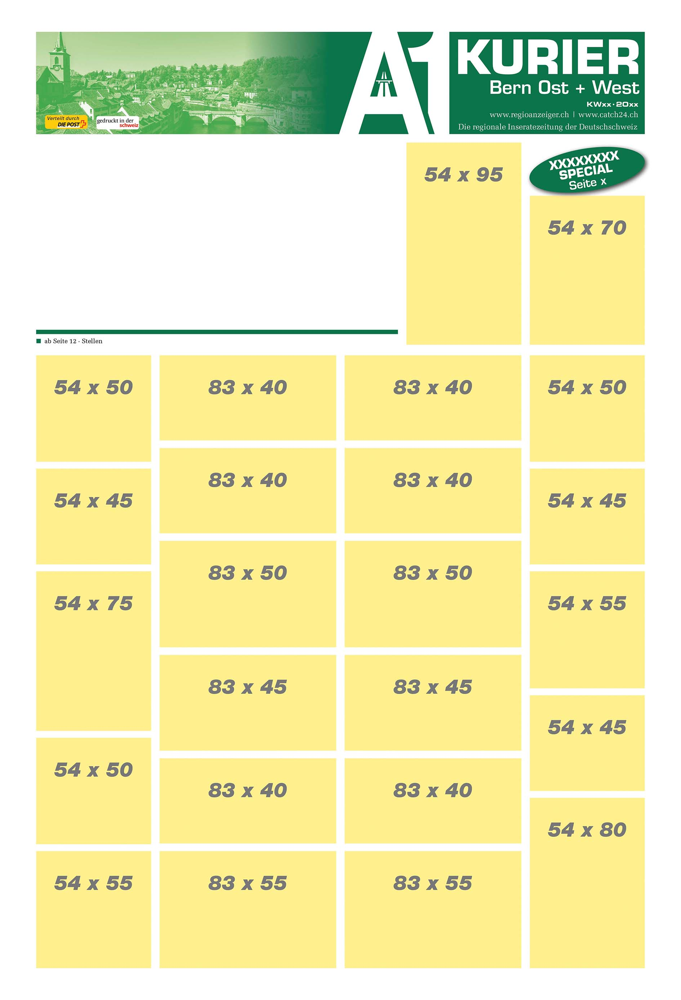 A1
KURIER
Bern Ost + West
KWxx·20xx
www.regioanzeiger.ch | www.catch24.ch
Die regionale Inseratezeitung der Deutschschweiz
Verteilt durch
DIE POST
gedruckt in der
schweiz
54 x 95
XXXXXXXX
SPECIAL
Seite x
54 x 70
■ ab Seite 12 · Stellen
54 x 50
54 x 45
54 x 75
54 x 50
54 x 55
83 x 40
83 x 40
83 x 50
83 x 45
83 x 40
83 x 55
83 x 40
83 x 40
83 x 50
83 x 45
83 x 40
83 x 55
54 x 50
54 x 45
54 x 55
54 x 45
54 x 80